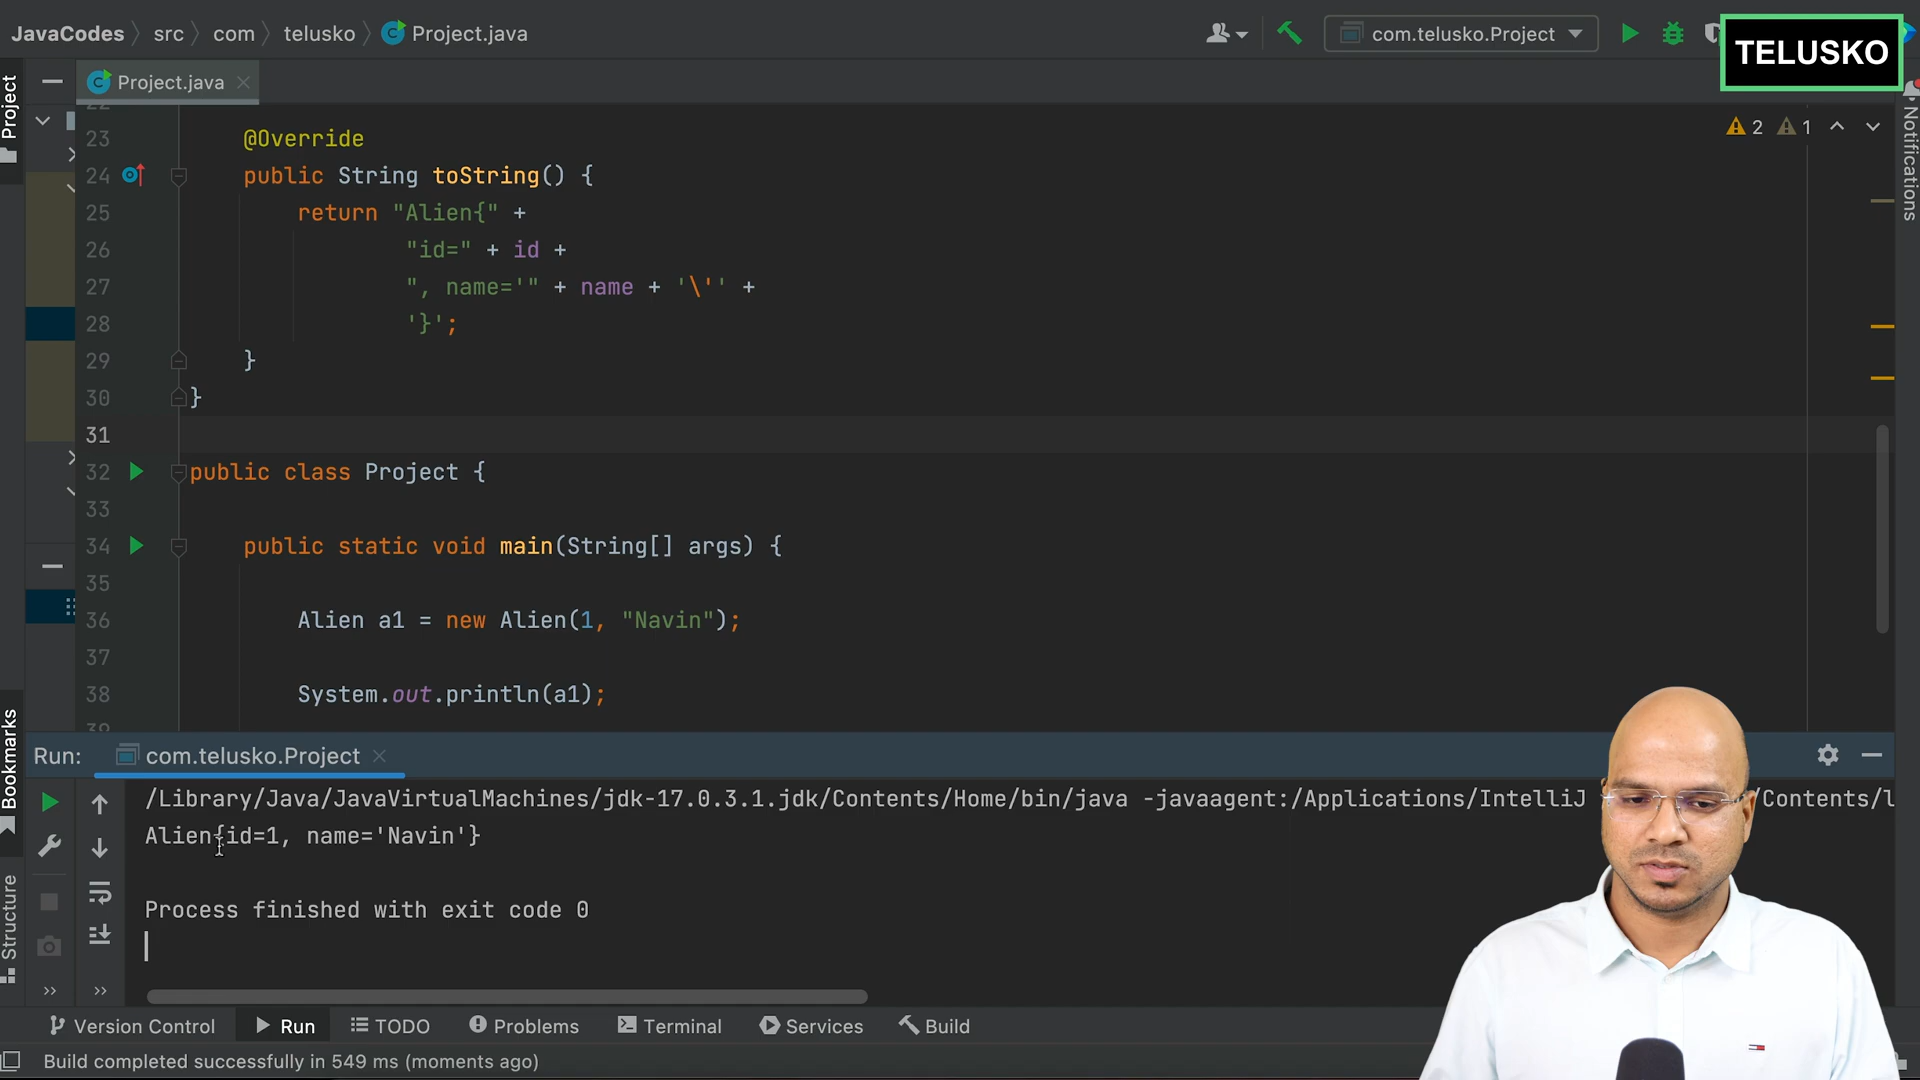 JavaCodes src com telusko Project.java
com.telusko.Project
TELUSKO
Project
Project.java
Notifications
2 1
23 @Override
24 public String toString() {
25 return "Alien{" +
26 "id=" + id +
27 ", name='" + name + '\'' +
28 '}';
29 }
30 }
31
32 public class Project {
33
34 public static void main(String[] args) {
35
36 Alien a1 = new Alien(1, "Navin");
37
38 System.out.println(a1);
Bookmarks
Structure
Run: com.telusko.Project
/Library/Java/JavaVirtualMachines/jdk-17.0.3.1.jdk/Contents/Home/bin/java -javaagent:/Applications/IntelliJ /Contents/l
Alien{id=1, name='Navin'}
Process finished with exit code 0
Version Control Run TODO Problems Terminal Services Build
Build completed successfully in 549 ms (moments ago)